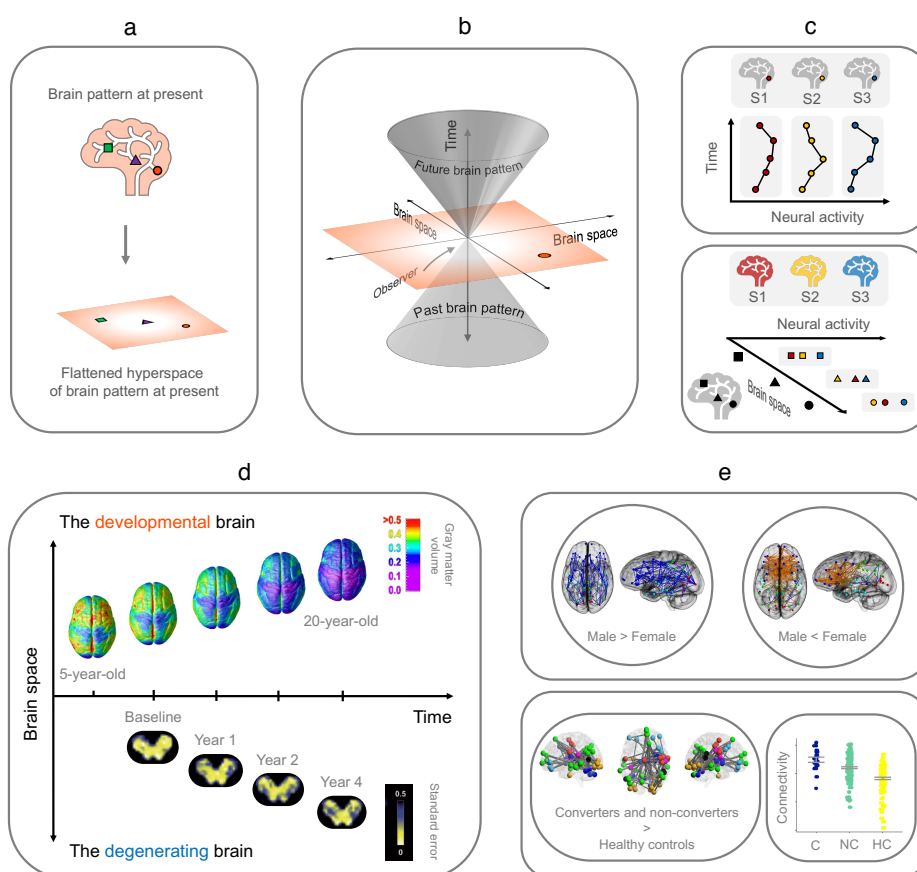 a
Brain pattern at present
Flattened hyperspace
of brain pattern at present
b
Time
Future brain pattern
Brain space
Brain space
Observer
Past brain pattern
c
S1 S2 S3
Time
Neural activity
S1 S2 S3
Neural activity
Brain space
d
The developmental brain
>0.5
0.4
0.3
0.2
0.1
0.0
Gray matter
volume
5-year-old
20-year-old
Brain space
Time
Baseline
Year 1
Year 2
Year 4
0.5
0
Standard error
The degenerating brain
e
Male > Female
Male < Female
Converters and non-converters
>
Healthy controls
Connectivity
C NC HC